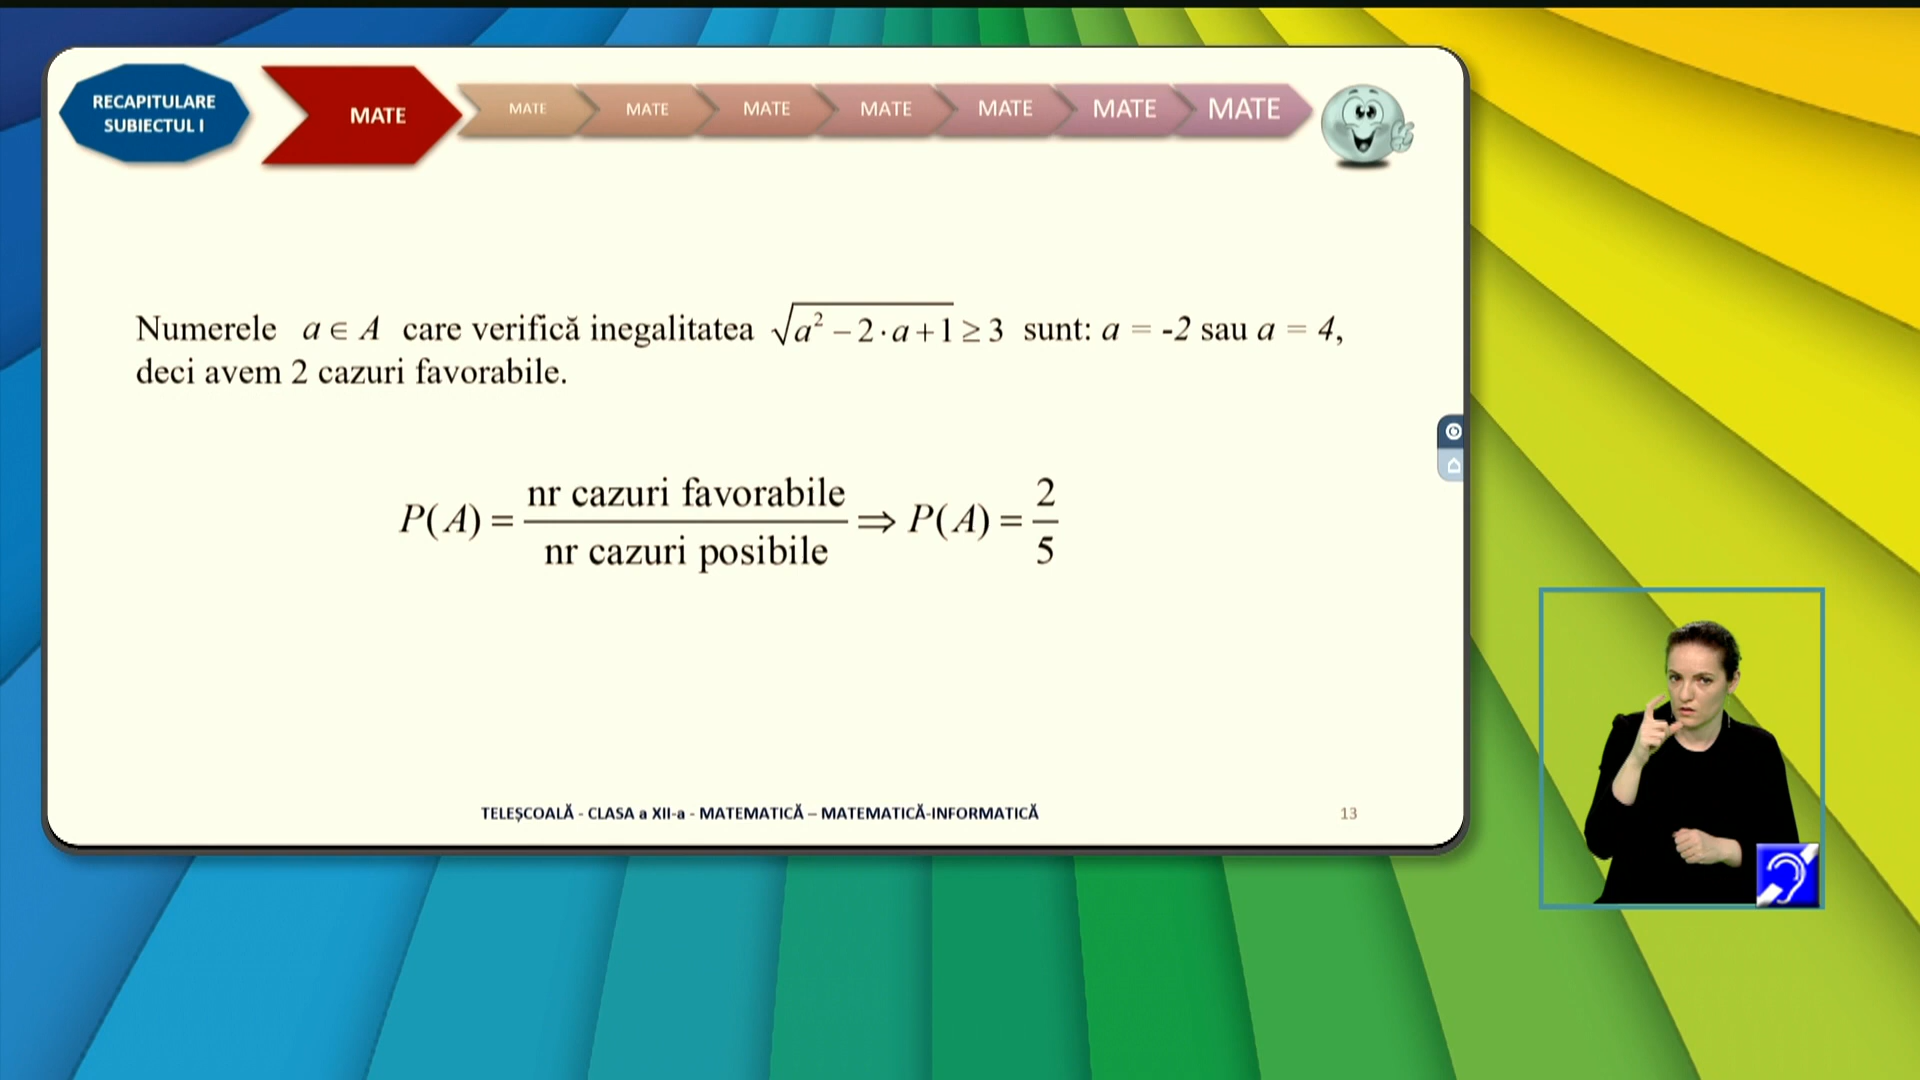 RECAPITULARE
SUBIECTUL I
MATE
MATE
MATE
MATE
MATE
MATE
MATE
MATE
Numerele a ∈ A care verifică inegalitatea √(a² − 2·a + 1) ≥ 3 sunt: a = -2 sau a = 4,
deci avem 2 cazuri favorabile.
P(A) = nr cazuri favorabile / nr cazuri posibile ⇒ P(A) = 2/5
TELEȘCOALĂ - CLASA a XII-a - MATEMATICĂ – MATEMATICĂ-INFORMATICĂ
13